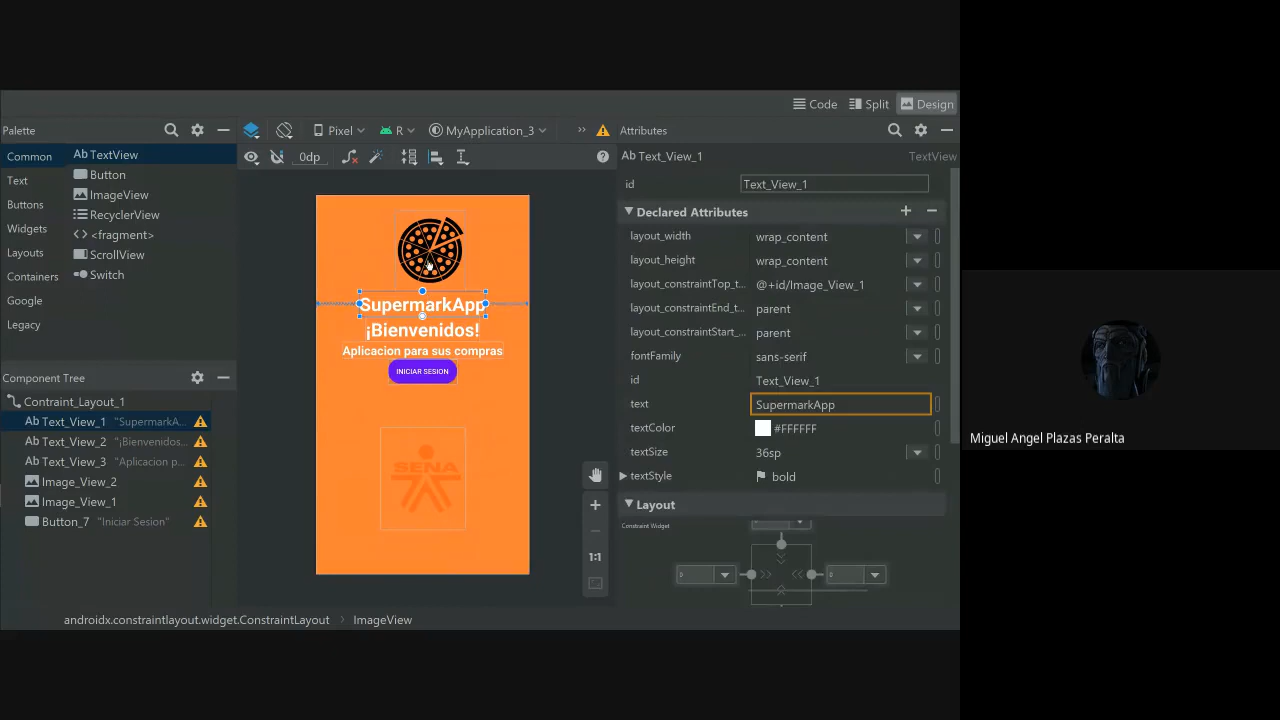 Code Split Design
Palette
Pixel R MyApplication_3 >> Attributes
Common
Ab TextView
Text
Button
Buttons
ImageView
Widgets
RecyclerView
Layouts
<> <fragment>
Containers
ScrollView
Google
Switch
Legacy
0dp
Ab Text_View_1 TextView
id Text_View_1
Declared Attributes
layout_width wrap_content
layout_height wrap_content
layout_constraintTop_t... @+id/Image_View_1
layout_constraintEnd_t... parent
layout_constraintStart_... parent
fontFamily sans-serif
id Text_View_1
text SupermarkApp
textColor #FFFFFF
textSize 36sp
textStyle bold
Layout
Constraint Widget
0 0
SupermarkApp
¡Bienvenidos!
Aplicacion para sus compras
INICIAR SESION
SENA
1:1
Component Tree
Contraint_Layout_1
Ab Text_View_1 "SupermarkA...
Ab Text_View_2 "¡Bienvenidos...
Ab Text_View_3 "Aplicacion p...
Image_View_2
Image_View_1
Button_7 "Iniciar Sesion"
androidx.constraintlayout.widget.ConstraintLayout > ImageView
Miguel Angel Plazas Peralta